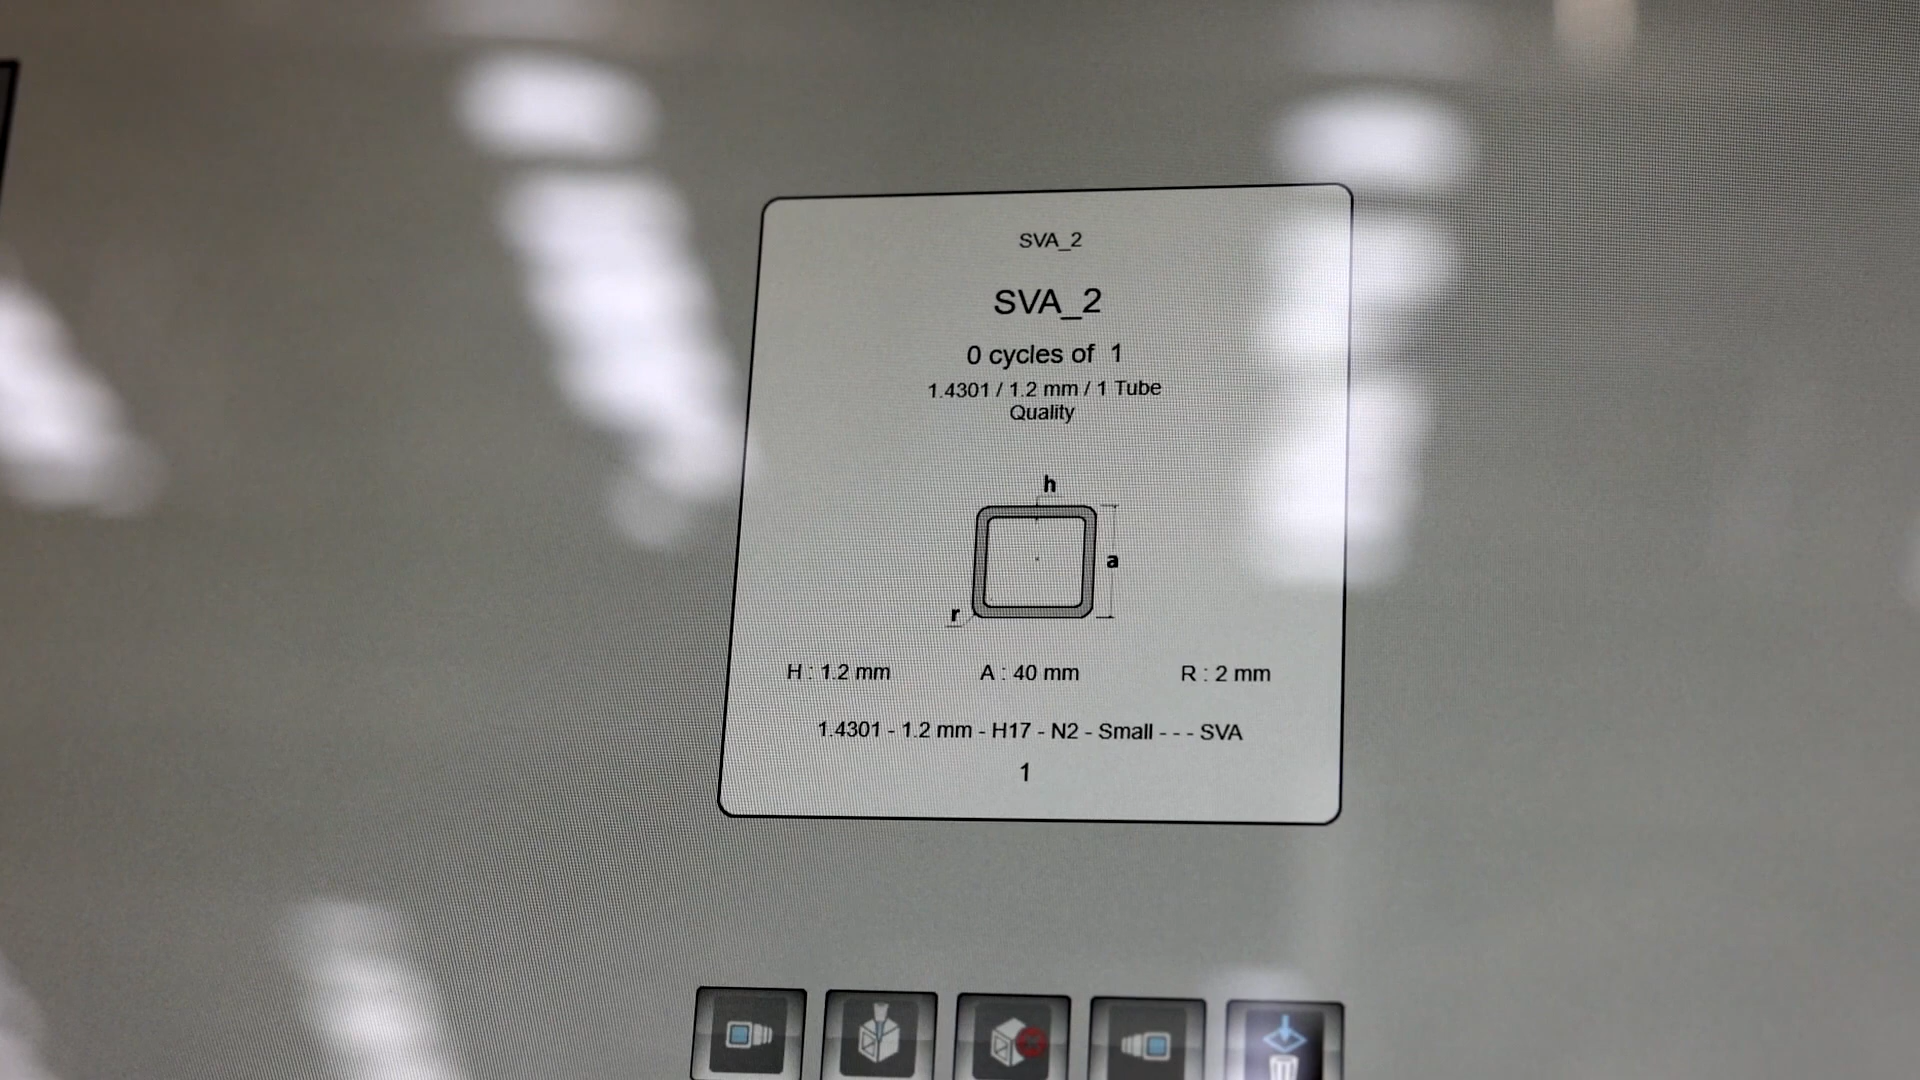 SVA_2
SVA_2
0 cycles of 1
1.4301 / 1.2 mm / 1 Tube
Quality
h
a
r
H : 1.2 mm A : 40 mm R : 2 mm
1.4301 - 1.2 mm - H17 - N2 - Small - - - SVA
1